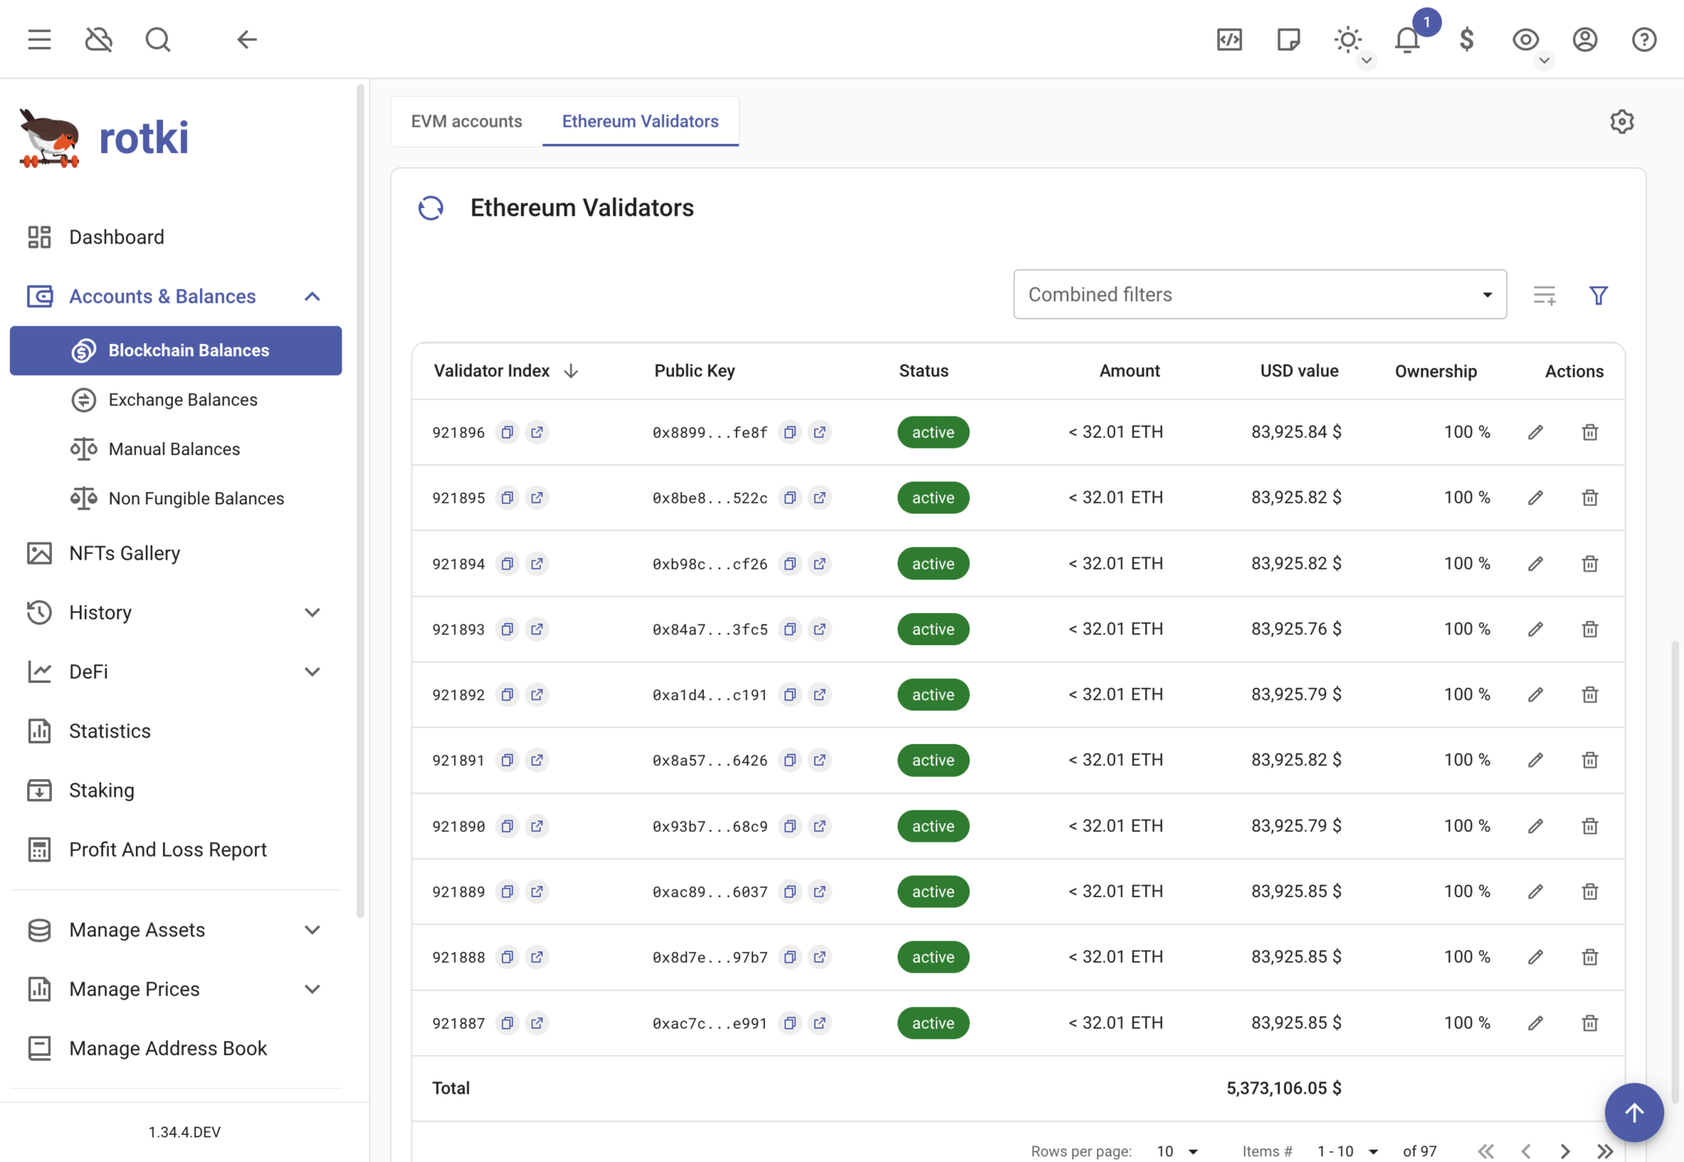 1
rotki
EVM accounts
Ethereum Validators
Dashboard
Accounts & Balances
Blockchain Balances
Exchange Balances
Manual Balances
Non Fungible Balances
NFTs Gallery
History
DeFi
Statistics
Staking
Profit And Loss Report
Manage Assets
Manage Prices
Manage Address Book
1.34.4.DEV
Ethereum Validators
Combined filters
Validator Index Public Key Status Amount USD value Ownership Actions
921896 0x8899...fe8f active < 32.01 ETH 83,925.84 $ 100 %
921895 0x8be8...522c active < 32.01 ETH 83,925.82 $ 100 %
921894 0xb98c...cf26 active < 32.01 ETH 83,925.82 $ 100 %
921893 0x84a7...3fc5 active < 32.01 ETH 83,925.76 $ 100 %
921892 0xa1d4...c191 active < 32.01 ETH 83,925.79 $ 100 %
921891 0x8a57...6426 active < 32.01 ETH 83,925.82 $ 100 %
921890 0x93b7...68c9 active < 32.01 ETH 83,925.79 $ 100 %
921889 0xac89...6037 active < 32.01 ETH 83,925.85 $ 100 %
921888 0x8d7e...97b7 active < 32.01 ETH 83,925.85 $ 100 %
921887 0xac7c...e991 active < 32.01 ETH 83,925.85 $ 100 %
Total 5,373,106.05 $
Rows per page: 10 Items # 1 - 10 of 97